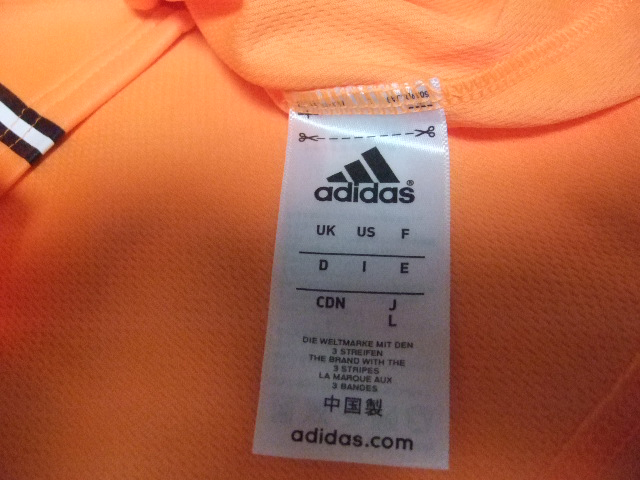 adidas®
UK US F
D I E
CDN J
L
DIE WELTMARKE MIT DEN
3 STREIFEN
THE BRAND WITH THE
3 STRIPES
LA MARQUE AUX
3 BANDES
中国製
adidas.com